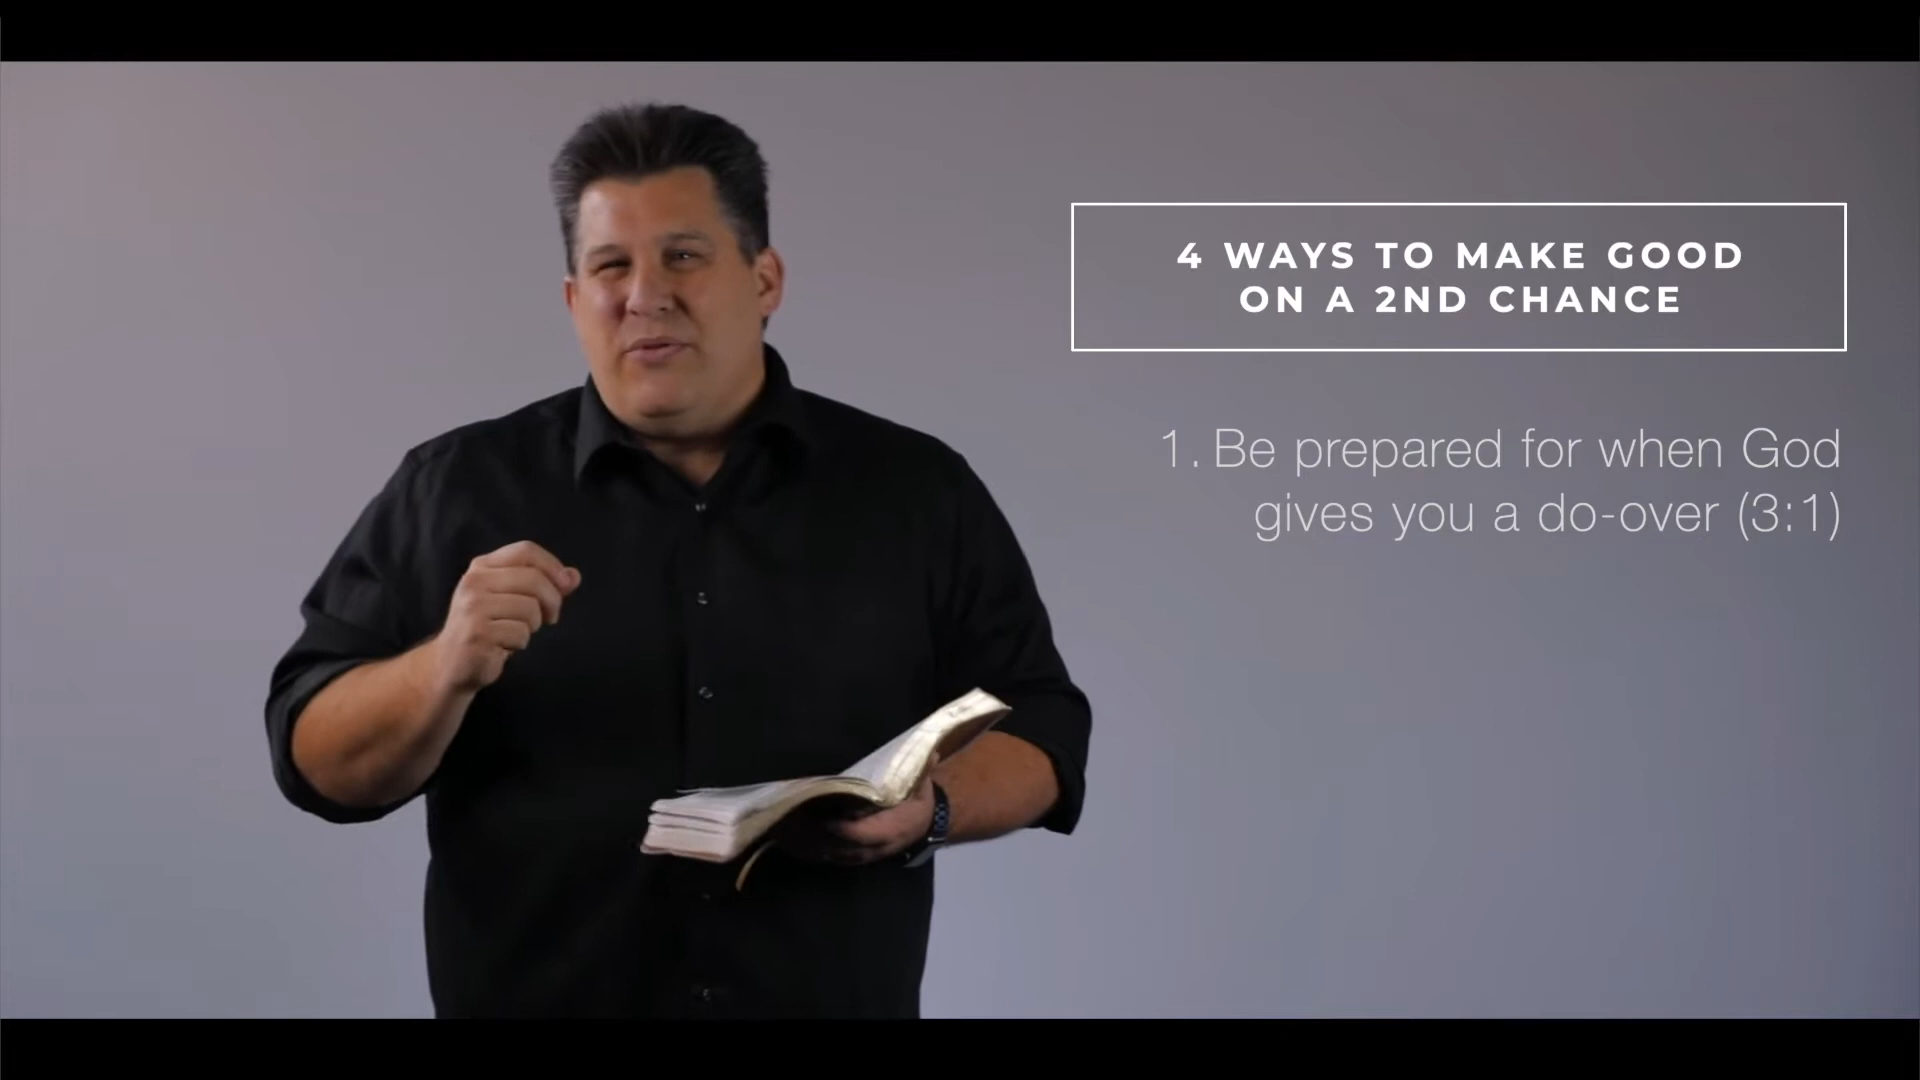 4 WAYS TO MAKE GOOD
ON A 2ND CHANCE
1. Be prepared for when God
gives you a do-over (3:1)